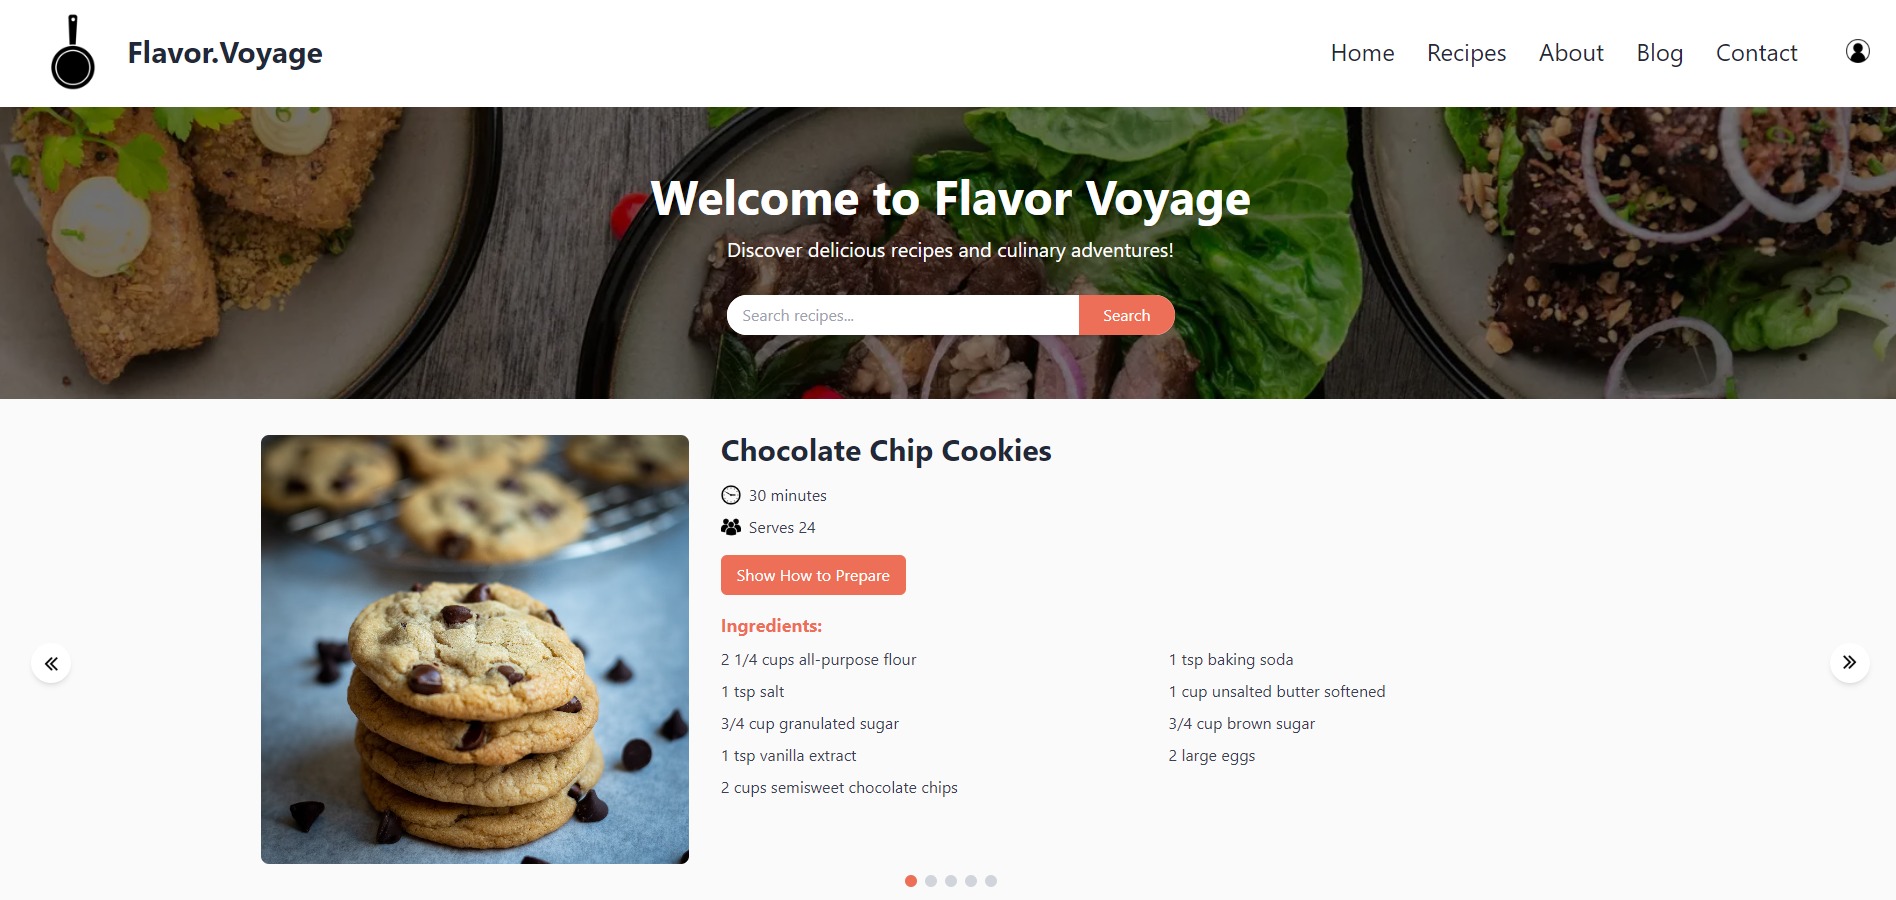 Flavor.Voyage
Home Recipes About Blog Contact
Welcome to Flavor Voyage
Discover delicious recipes and culinary adventures!
Search recipes... Search
Chocolate Chip Cookies
30 minutes
Serves 24
Show How to Prepare
Ingredients:
2 1/4 cups all-purpose flour
1 tsp baking soda
1 tsp salt
1 cup unsalted butter softened
3/4 cup granulated sugar
3/4 cup brown sugar
1 tsp vanilla extract
2 large eggs
2 cups semisweet chocolate chips